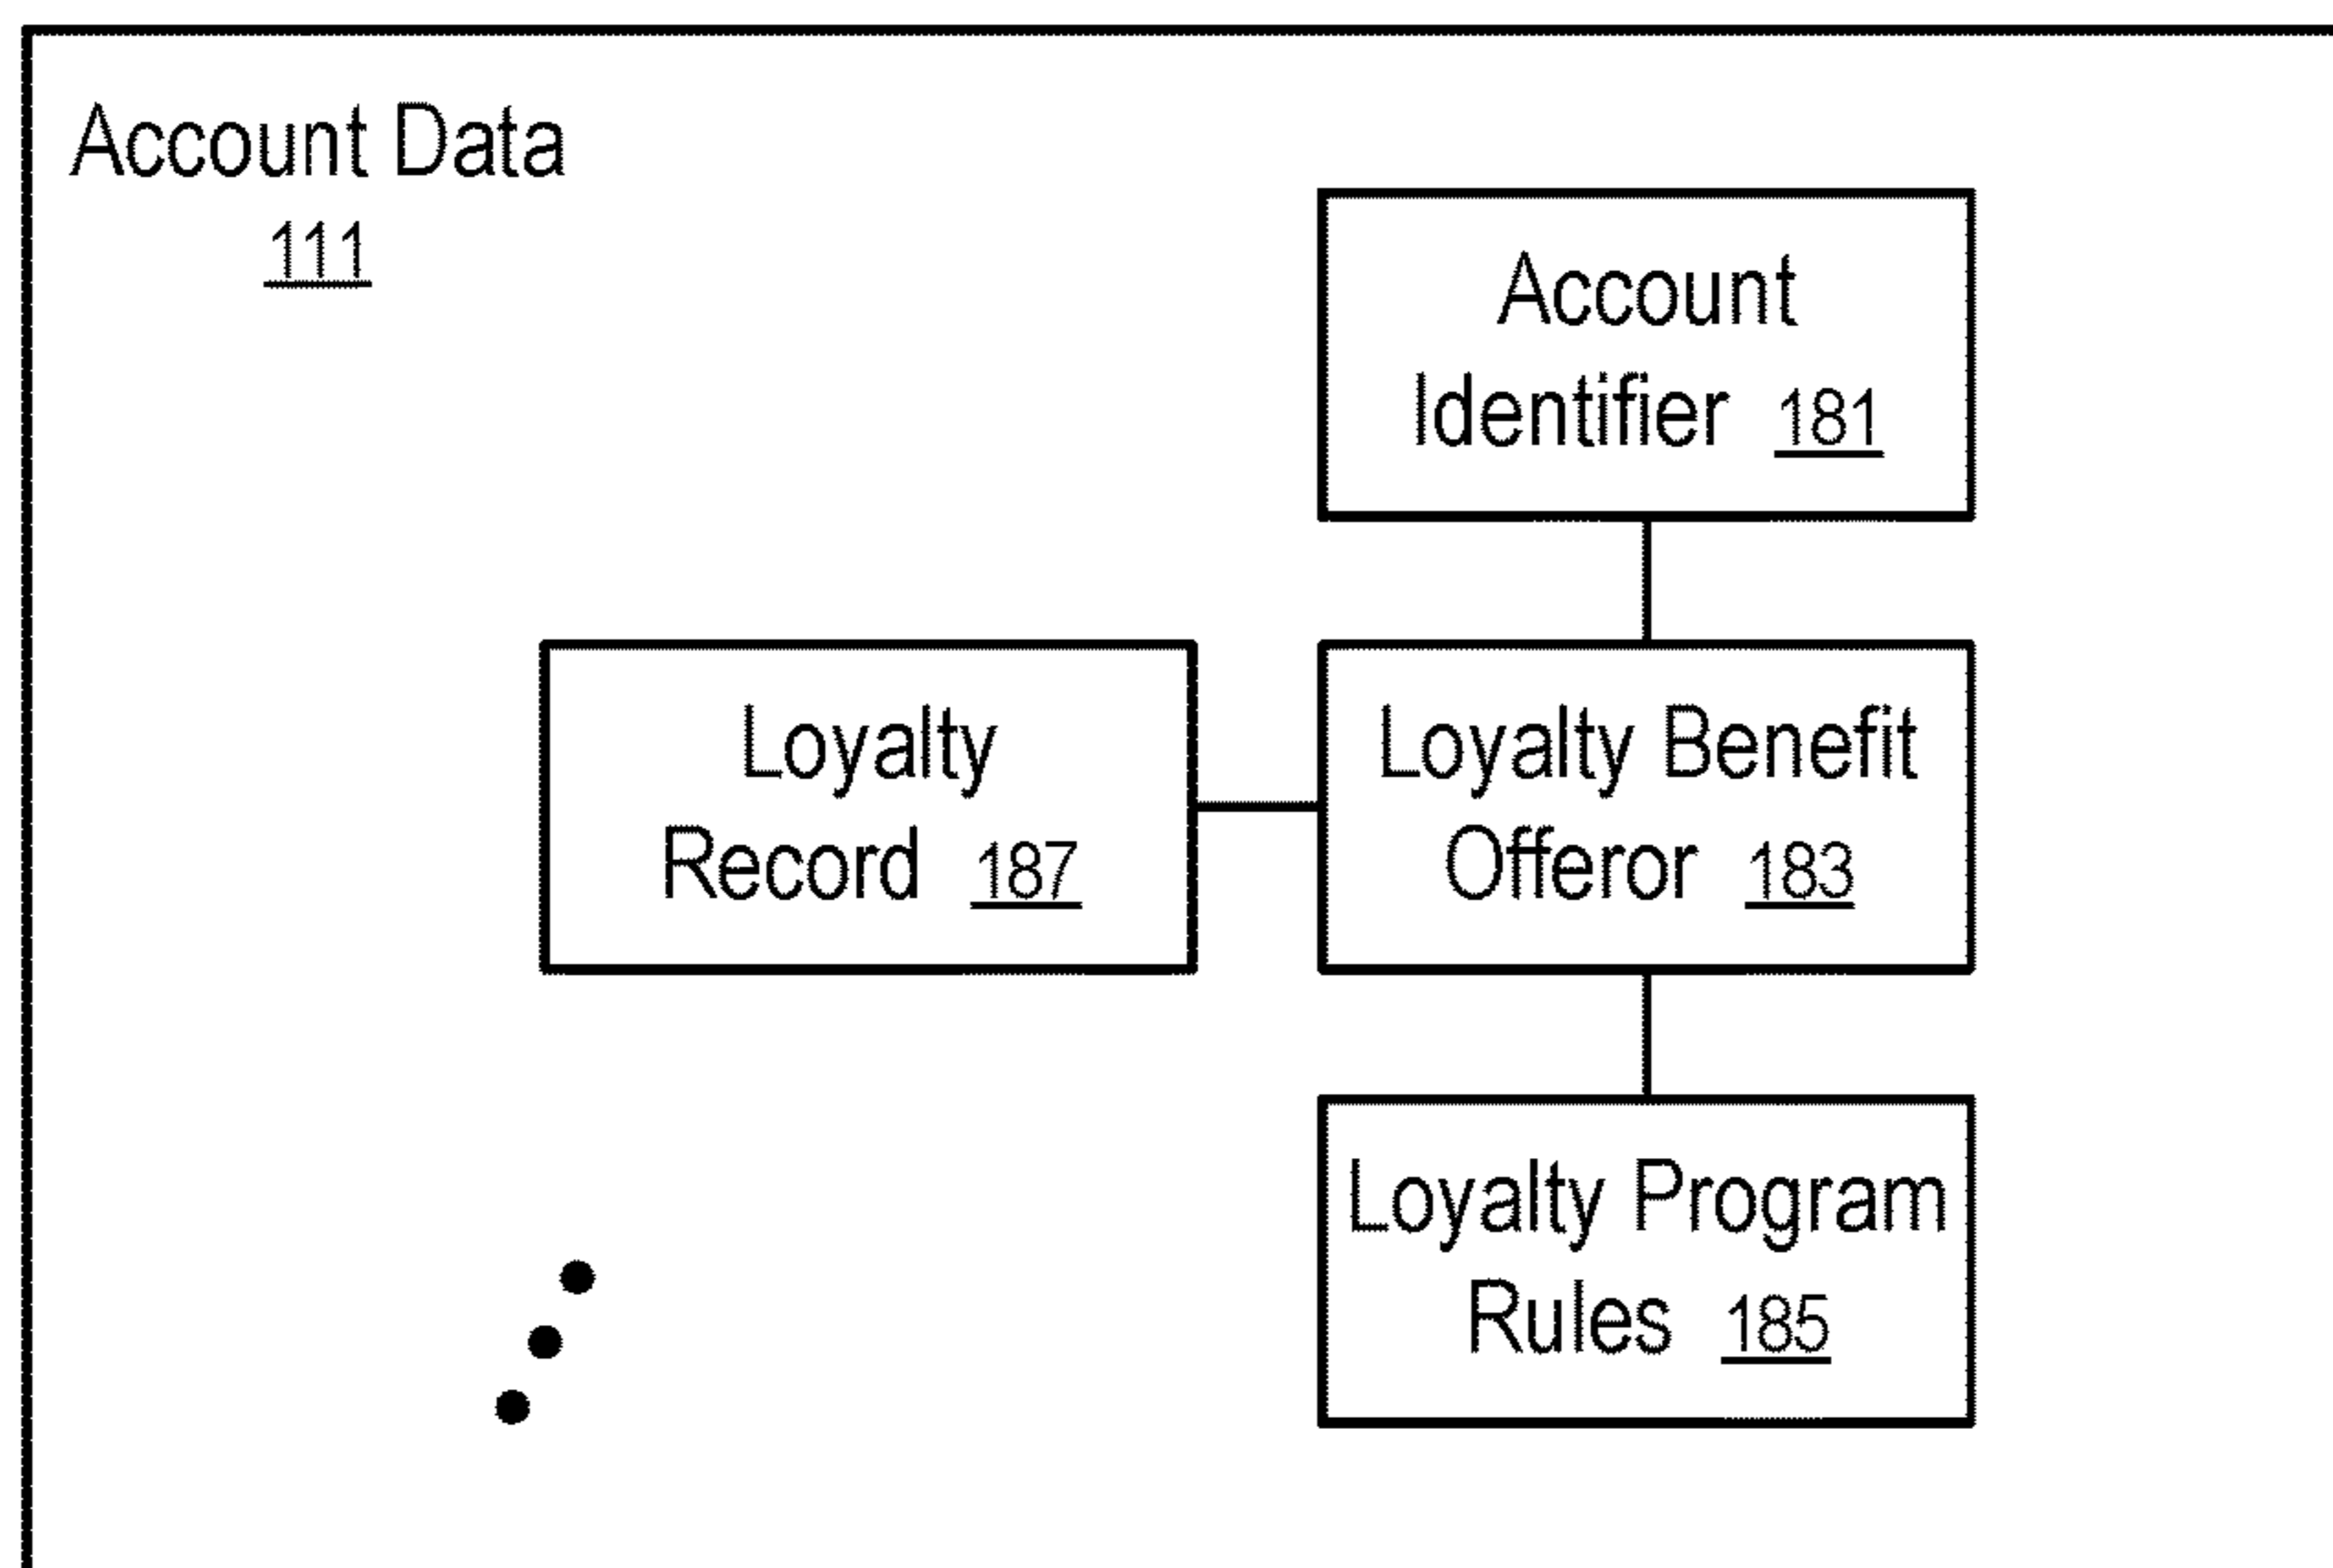 Account Data
111
Account
Identifier 181
Loyalty
Record 187
Loyalty Benefit
Offeror 183
Loyalty Program
Rules 185